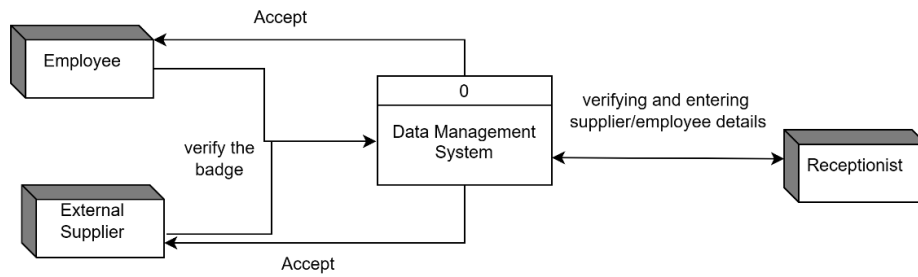 Accept
Employee
0
Data Management
System
verifying and entering
supplier/employee details
Receptionist
verify the
badge
External
Supplier
Accept